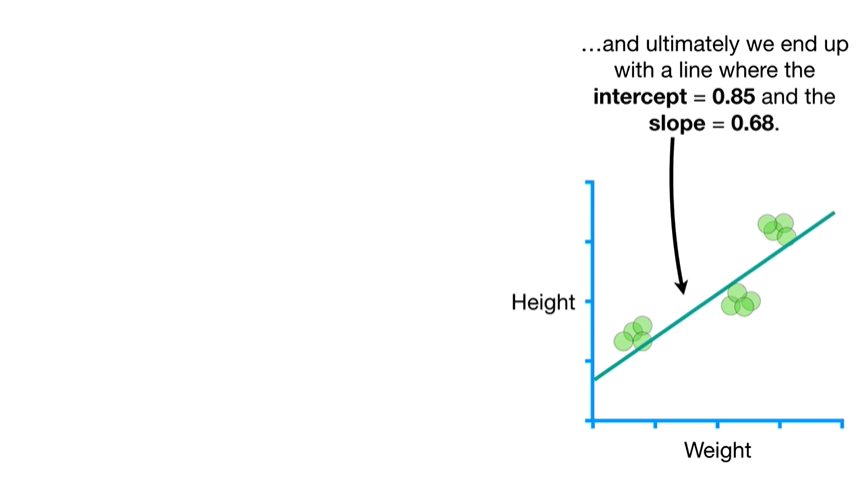 …and ultimately we end up
with a line where the
intercept = 0.85 and the
slope = 0.68.
Height
Weight